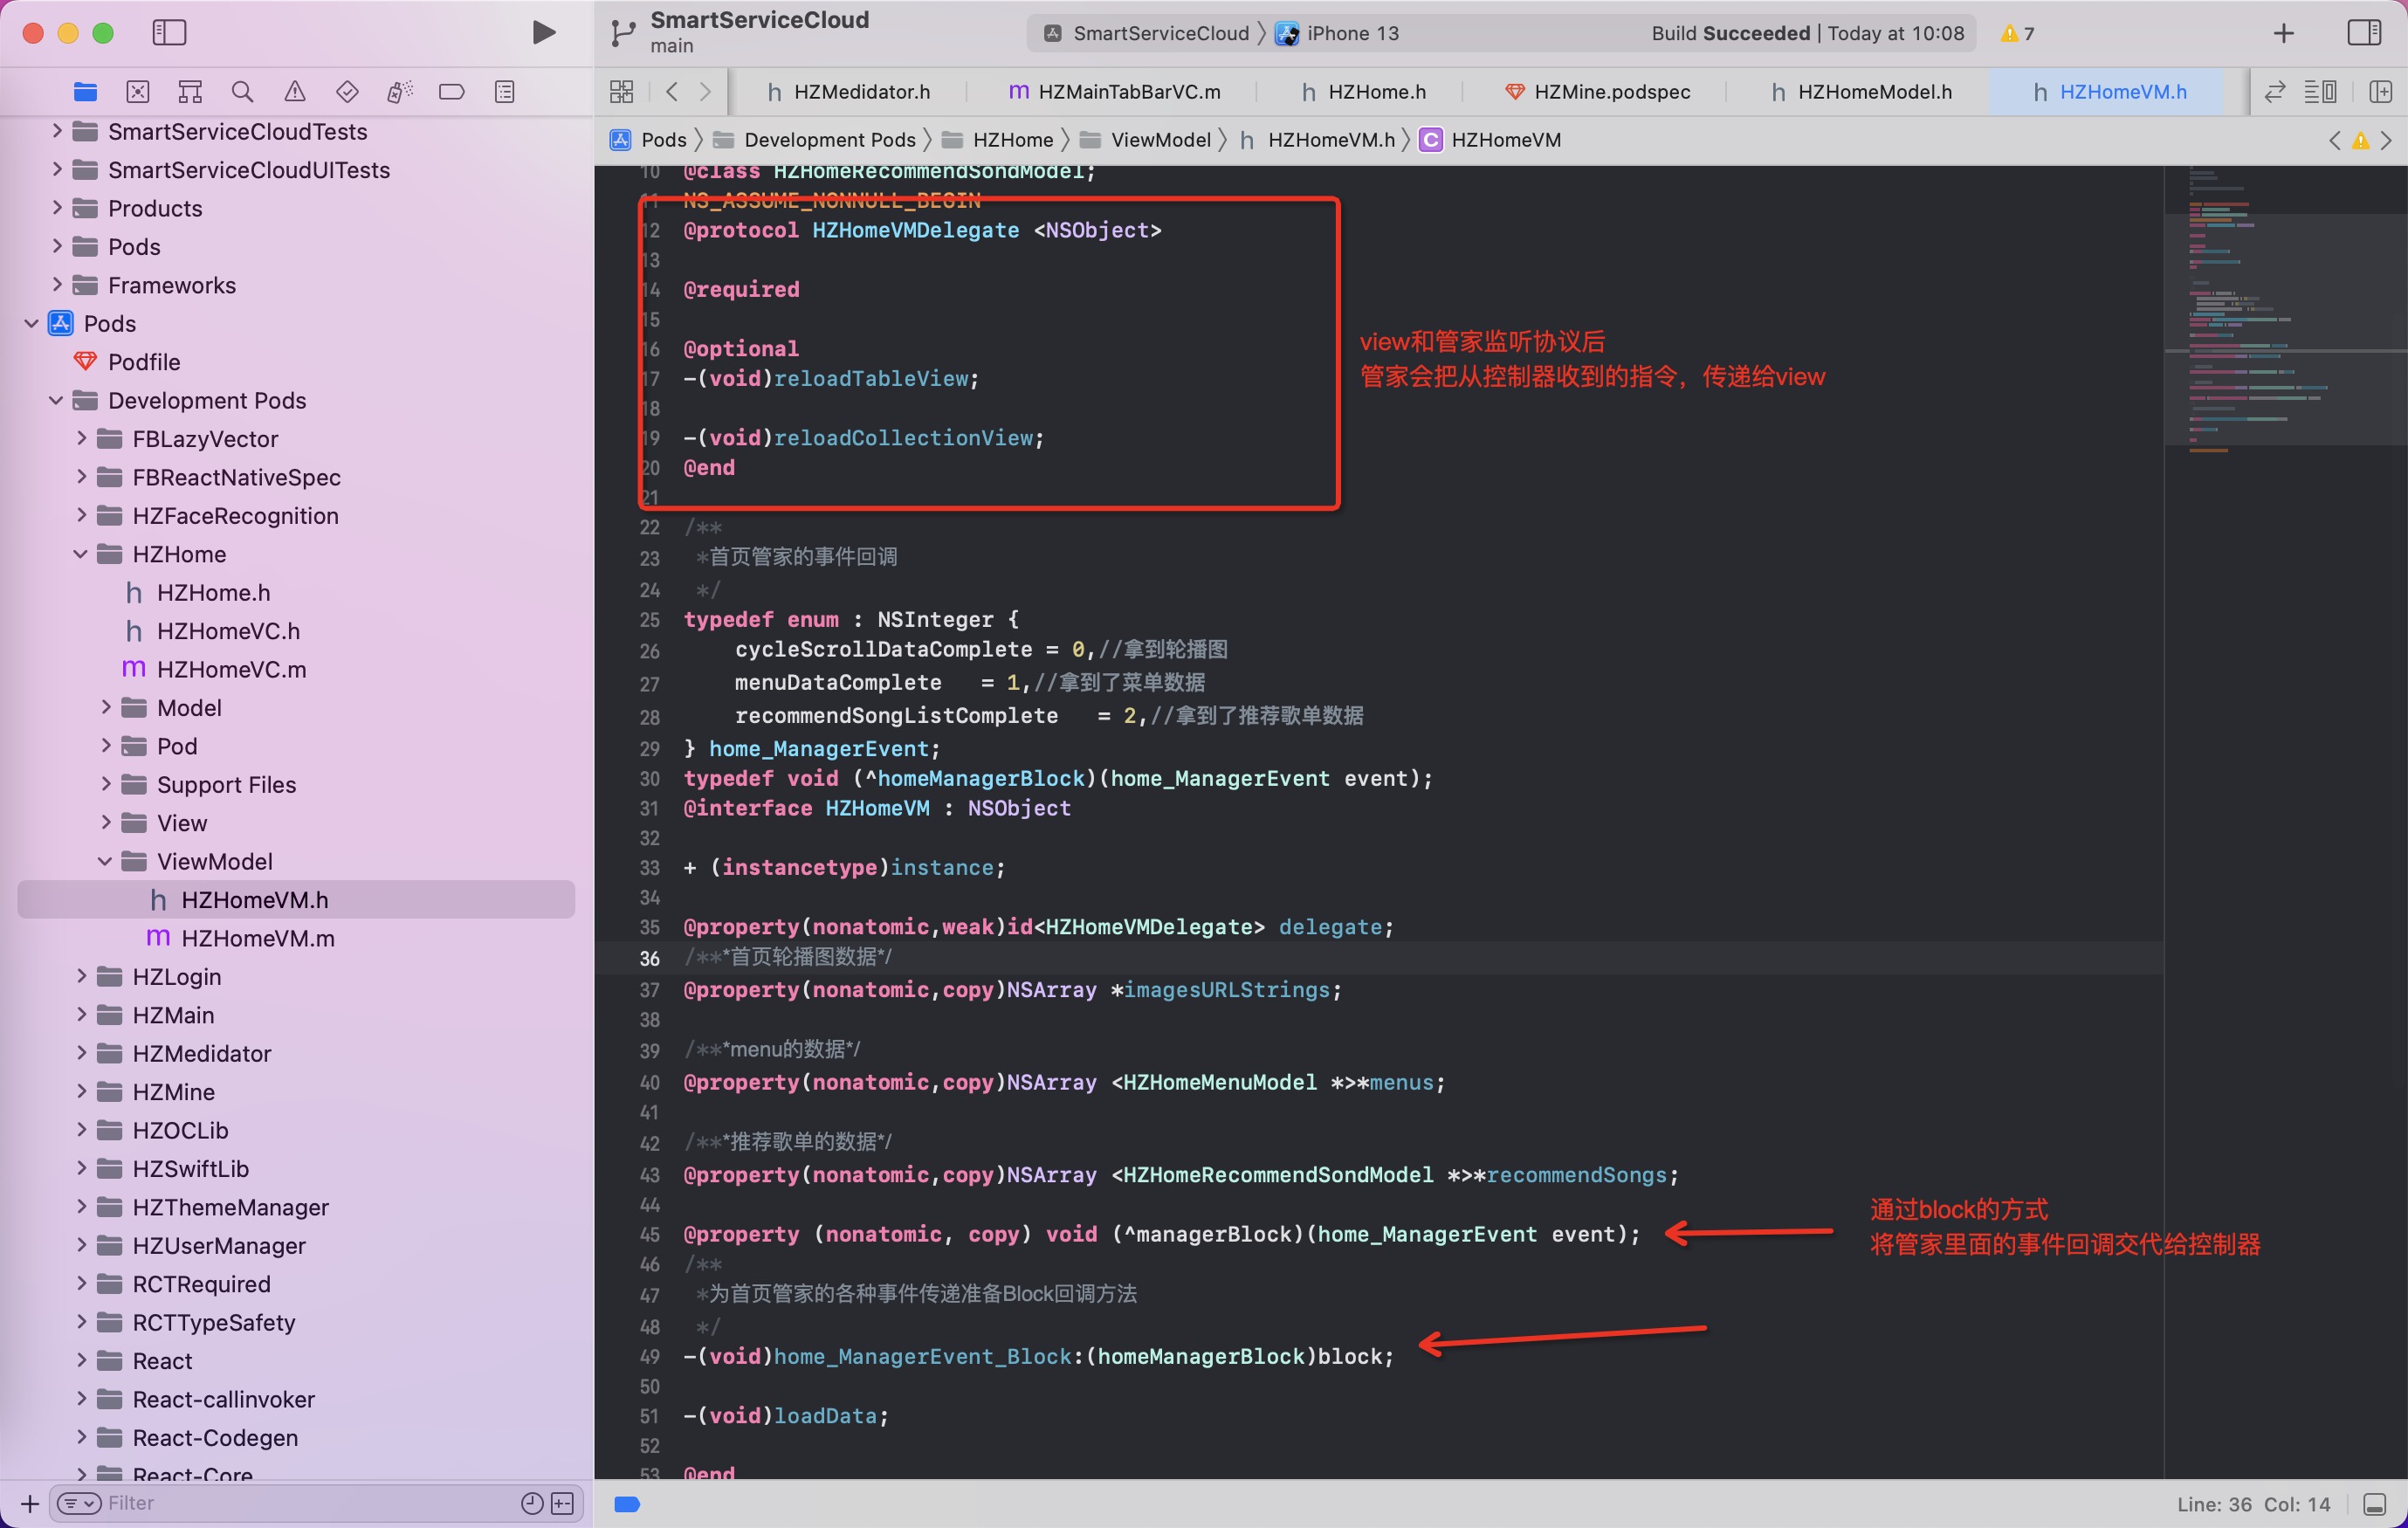 SmartServiceCloud
main
SmartServiceCloud 〉 iPhone 13
Build Succeeded | Today at 10:08
7
HZMedidator.h
m HZMainTabBarVC.m
h HZHome.h
HZMine.podspec
h HZHomeModel.h
h HZHomeVM.h
Pods 〉 Development Pods 〉 HZHome 〉 ViewModel 〉 h HZHomeVM.h 〉 C HZHomeVM
SmartServiceCloudTests
SmartServiceCloudUITests
Products
Pods
Frameworks
Pods
Podfile
Development Pods
FBLazyVector
FBReactNativeSpec
HZFaceRecognition
HZHome
h HZHome.h
h HZHomeVC.h
m HZHomeVC.m
Model
Pod
Support Files
View
ViewModel
h HZHomeVM.h
m HZHomeVM.m
HZLogin
HZMain
HZMedidator
HZMine
HZOCLib
HZSwiftLib
HZThemeManager
HZUserManager
RCTRequired
RCTTypeSafety
React
React-callinvoker
React-Codegen
React-Core
Filter
10 @class HZHomeRecommendSondModel;
11 NS_ASSUME_NONNULL_BEGIN
12 @protocol HZHomeVMDelegate <NSObject>
13
14 @required
15
16 @optional
17 -(void)reloadTableView;
18
19 -(void)reloadCollectionView;
20 @end
21
22 /**
23 *首页管家的事件回调
24 */
25 typedef enum : NSInteger {
26 cycleScrollDataComplete = 0,//拿到轮播图
27 menuDataComplete = 1,//拿到了菜单数据
28 recommendSongListComplete = 2,//拿到了推荐歌单数据
29 } home_ManagerEvent;
30 typedef void (^homeManagerBlock)(home_ManagerEvent event);
31 @interface HZHomeVM : NSObject
32
33 + (instancetype)instance;
34
35 @property(nonatomic,weak)id<HZHomeVMDelegate> delegate;
36 /***首页轮播图数据*/
37 @property(nonatomic,copy)NSArray *imagesURLStrings;
38
39 /***menu的数据*/
40 @property(nonatomic,copy)NSArray <HZHomeMenuModel *>*menus;
41
42 /***推荐歌单的数据*/
43 @property(nonatomic,copy)NSArray <HZHomeRecommendSondModel *>*recommendSongs;
44
45 @property (nonatomic, copy) void (^managerBlock)(home_ManagerEvent event);
46 /**
47 *为首页管家的各种事件传递准备Block回调方法
48 */
49 -(void)home_ManagerEvent_Block:(homeManagerBlock)block;
50
51 -(void)loadData;
52
53 @end
view和管家监听协议后
管家会把从控制器收到的指令，传递给view
通过block的方式
将管家里面的事件回调交代给控制器
Line: 36 Col: 14